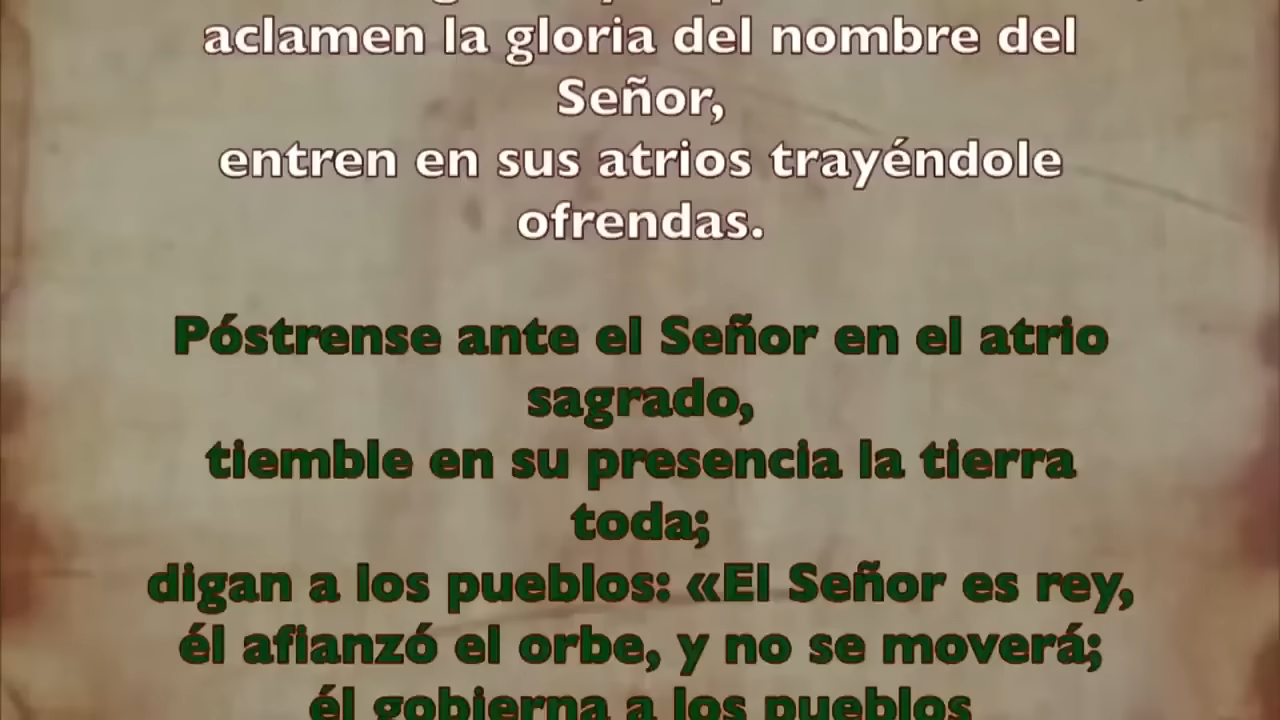 aclamen la gloria del nombre del
Señor,
entren en sus atrios trayéndole
ofrendas.
Póstrense ante el Señor en el atrio
sagrado,
tiemble en su presencia la tierra
toda;
digan a los pueblos: «El Señor es rey,
él afianzó el orbe, y no se moverá;
él gobierna a los pueblos